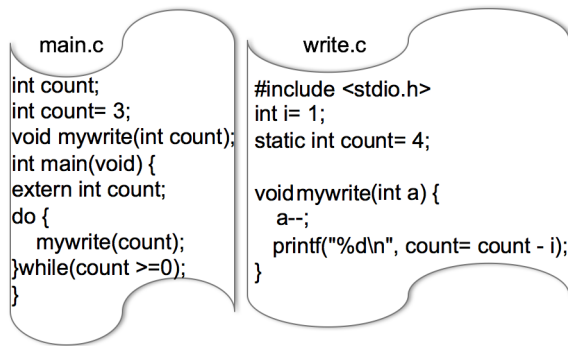 main.c
int count;
int count= 3;
void mywrite(int count);
int main(void) {
extern int count;
do {
mywrite(count);
}while(count >=0);
}
write.c
#include <stdio.h>
int i= 1;
static int count= 4;
void mywrite(int a) {
a--;
printf("%d\n", count= count - i);
}